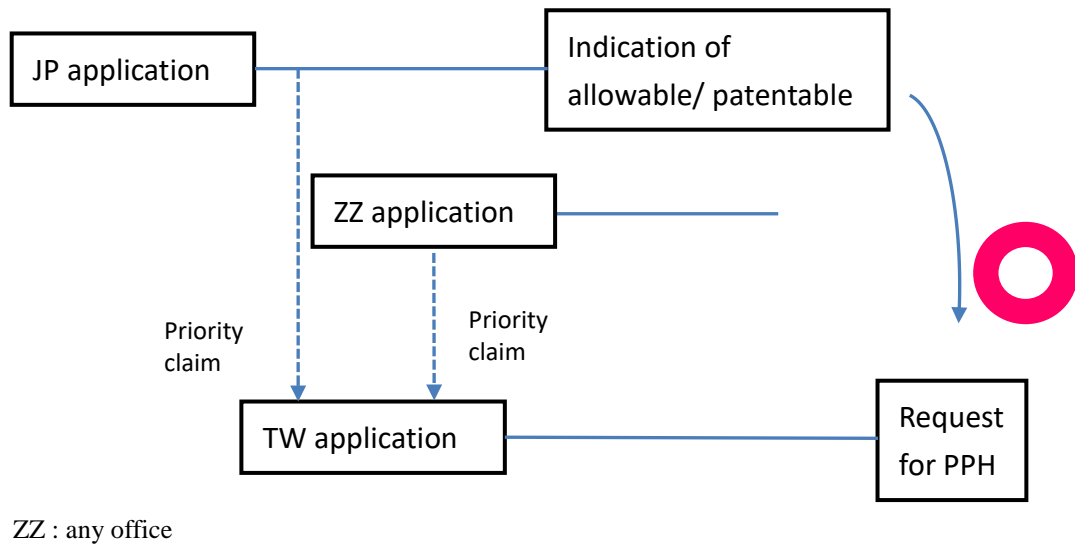 JP application
Indication of
allowable/ patentable
ZZ application
Priority
claim
Priority
claim
TW application
Request
for PPH
ZZ : any office